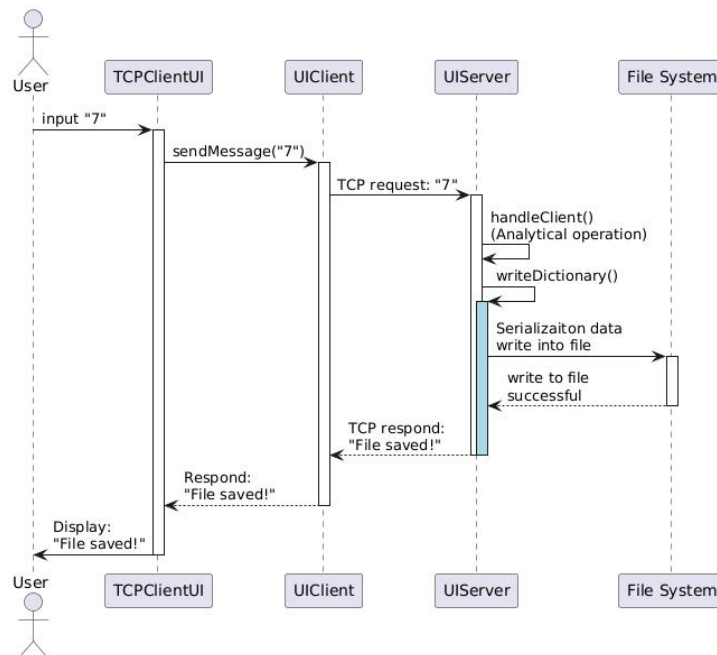 User
TCPClientUI
UIClient
UIServer
File System
input "7"
sendMessage("7")
TCP request: "7"
handleClient()
(Analytical operation)
writeDictionary()
Serializaiton data
write into file
write to file
successful
TCP respond:
"File saved!"
Respond:
"File saved!"
Display:
"File saved!"
User
TCPClientUI
UIClient
UIServer
File System